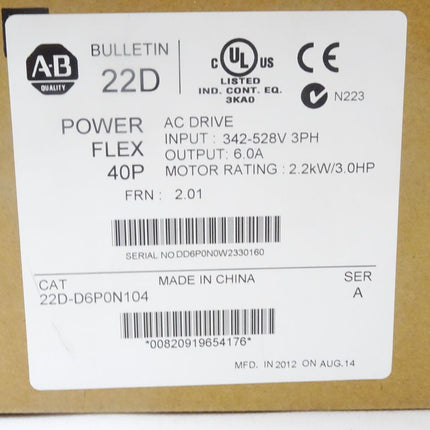 A-B
QUALITY
BULLETIN
22D
C UL US
LISTED
IND. CONT. EQ.
3KA0
CE
N223
POWER
FLEX
40P
AC DRIVE
INPUT : 342-528V 3PH
OUTPUT: 6.0A
MOTOR RATING : 2.2kW/3.0HP
FRN : 2.01
SERIAL NO:DD6P0N0W2330160
CAT
22D-D6P0N104
MADE IN CHINA
SER
A
*00820919654176*
MFD. IN 2012 ON AUG.14